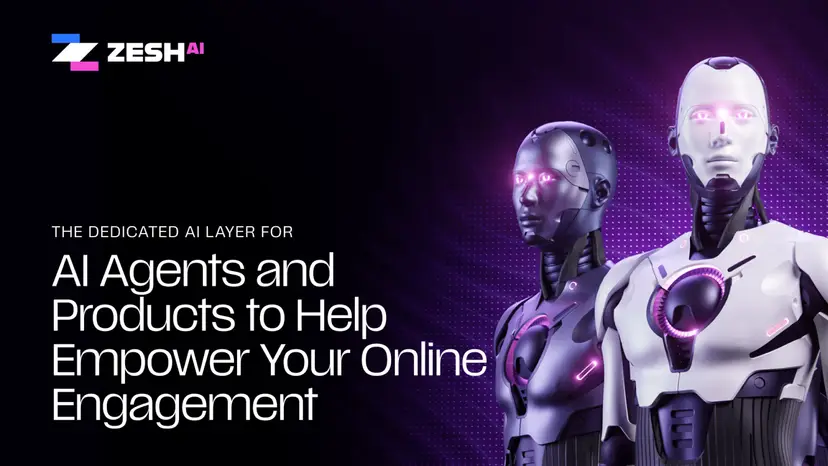 ZESH AI
THE DEDICATED AI LAYER FOR
AI Agents and
Products to Help
Empower Your Online
Engagement